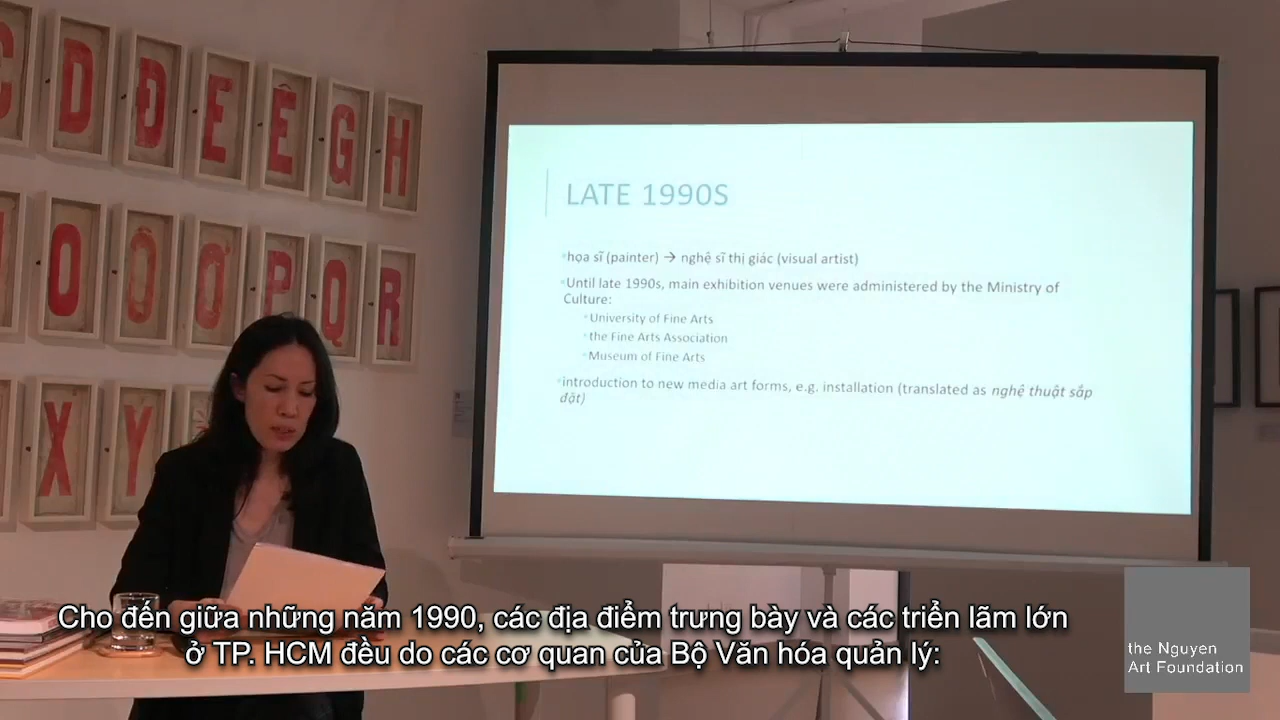 C D Đ E Ê G H
O Ô Ơ P Q R
X Y
LATE 1990S
họa sĩ (painter) → nghệ sĩ thị giác (visual artist)
Until late 1990s, main exhibition venues were administered by the Ministry of
Culture:
University of Fine Arts
the Fine Arts Association
Museum of Fine Arts
introduction to new media art forms, e.g. installation (translated as nghệ thuật sắp
đặt)
Cho đến giữa những năm 1990, các địa điểm trưng bày và các triển lãm lớn
ở TP. HCM đều do các cơ quan của Bộ Văn hóa quản lý:
the Nguyen
Art Foundation